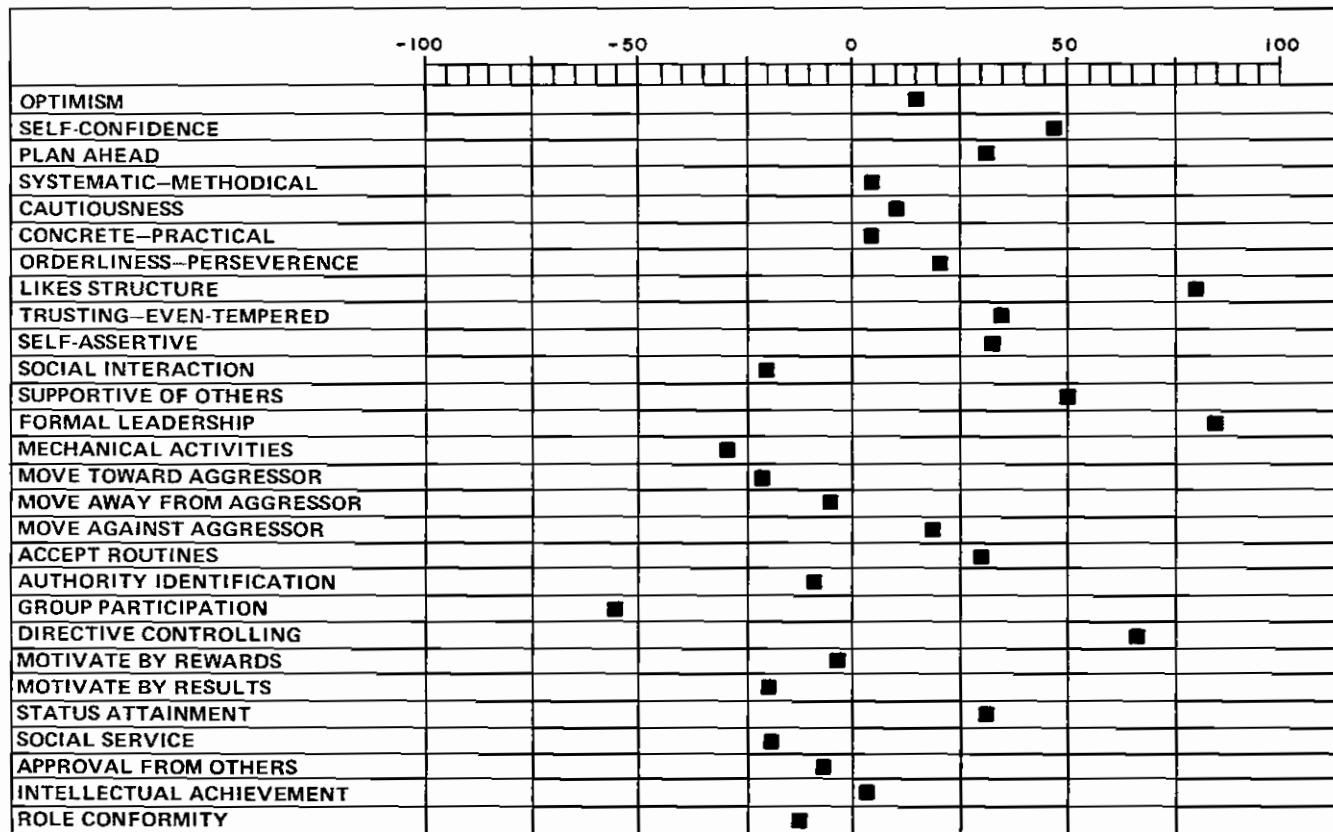 -100 -50 0 50 100
OPTIMISM
SELF-CONFIDENCE
PLAN AHEAD
SYSTEMATIC—METHODICAL
CAUTIOUSNESS
CONCRETE—PRACTICAL
ORDERLINESS—PERSEVERENCE
LIKES STRUCTURE
TRUSTING—EVEN-TEMPERED
SELF-ASSERTIVE
SOCIAL INTERACTION
SUPPORTIVE OF OTHERS
FORMAL LEADERSHIP
MECHANICAL ACTIVITIES
MOVE TOWARD AGGRESSOR
MOVE AWAY FROM AGGRESSOR
MOVE AGAINST AGGRESSOR
ACCEPT ROUTINES
AUTHORITY IDENTIFICATION
GROUP PARTICIPATION
DIRECTIVE CONTROLLING
MOTIVATE BY REWARDS
MOTIVATE BY RESULTS
STATUS ATTAINMENT
SOCIAL SERVICE
APPROVAL FROM OTHERS
INTELLECTUAL ACHIEVEMENT
ROLE CONFORMITY